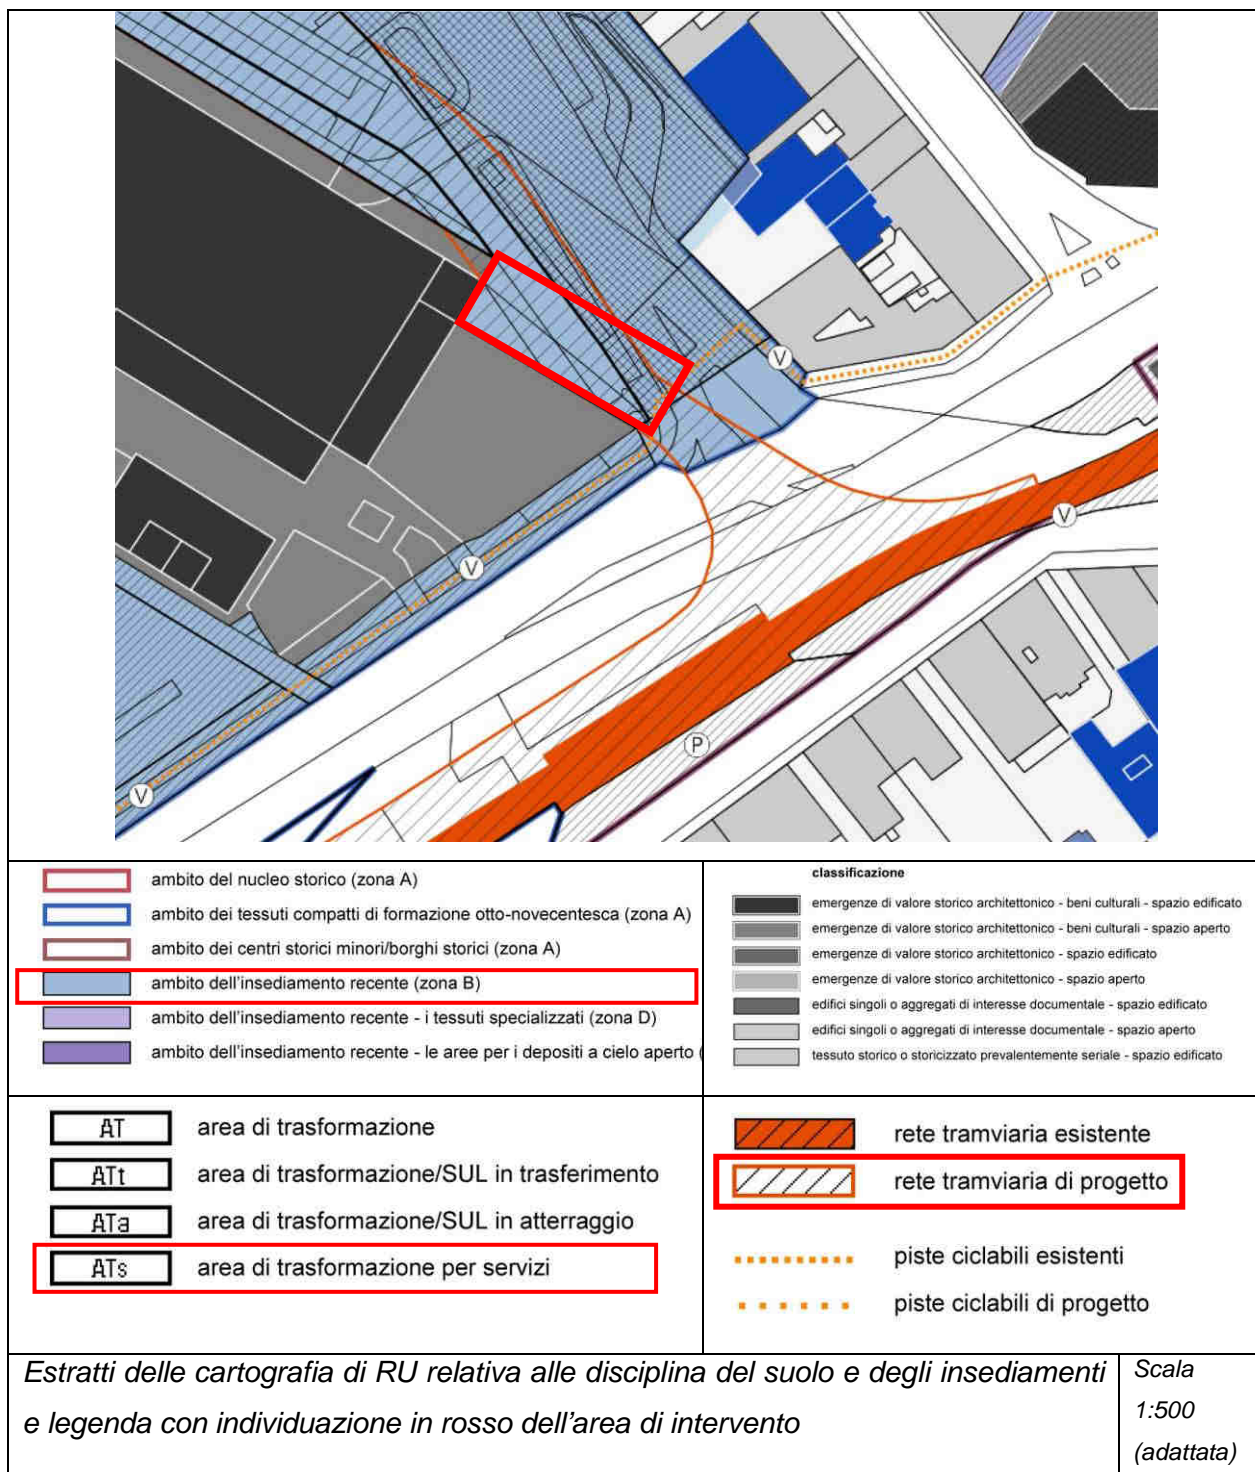 V
V
V
P
V
ambito del nucleo storico (zona A)
ambito dei tessuti compatti di formazione otto-novecentesca (zona A)
ambito dei centri storici minori/borghi storici (zona A)
ambito dell'insediamento recente (zona B)
ambito dell'insediamento recente - i tessuti specializzati (zona D)
ambito dell'insediamento recente - le aree per i depositi a cielo aperto (
classificazione
emergenze di valore storico architettonico - beni culturali - spazio edificato
emergenze di valore storico architettonico - beni culturali - spazio aperto
emergenze di valore storico architettonico - spazio edificato
emergenze di valore storico architettonico - spazio aperto
edifici singoli o aggregati di interesse documentale - spazio edificato
edifici singoli o aggregati di interesse documentale - spazio aperto
tessuto storico o storicizzato prevalentemente seriale - spazio edificato
AT area di trasformazione
ATt area di trasformazione/SUL in trasferimento
ATa area di trasformazione/SUL in atterraggio
ATs area di trasformazione per servizi
rete tramviaria esistente
rete tramviaria di progetto
piste ciclabili esistenti
piste ciclabili di progetto
Estratti delle cartografia di RU relativa alle disciplina del suolo e degli insediamenti
e legenda con individuazione in rosso dell'area di intervento
Scala
1:500
(adattata)